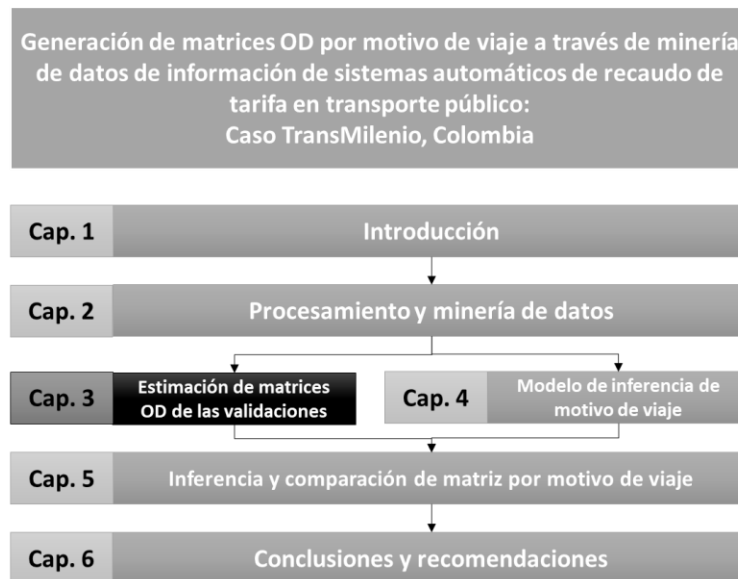 Generación de matrices OD por motivo de viaje a través de minería
de datos de información de sistemas automáticos de recaudo de
tarifa en transporte público:
Caso TransMilenio, Colombia
Cap. 1
Introducción
Cap. 2
Procesamiento y minería de datos
Cap. 3
Estimación de matrices
OD de las validaciones
Cap. 4
Modelo de inferencia de
motivo de viaje
Cap. 5
Inferencia y comparación de matriz por motivo de viaje
Cap. 6
Conclusiones y recomendaciones